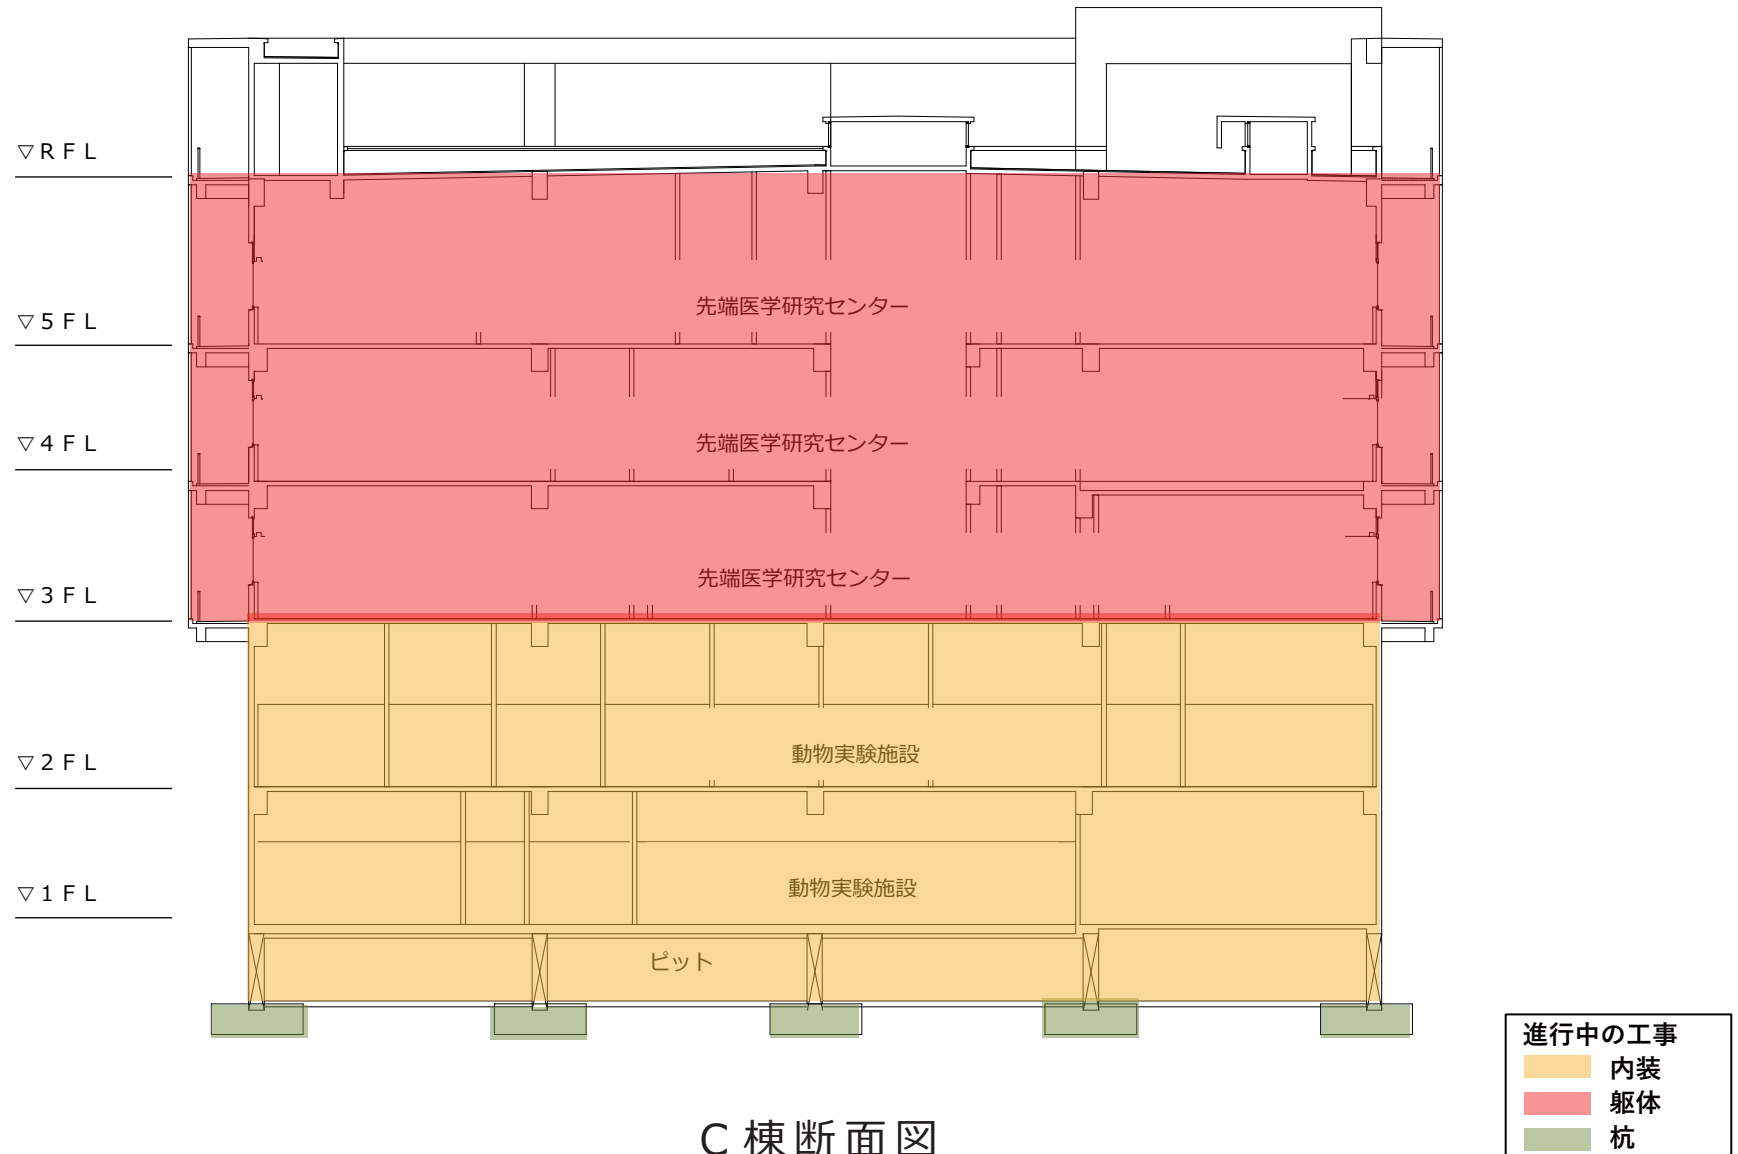 ▽RFL
▽5FL
▽4FL
▽3FL
▽2FL
▽1FL
先端医学研究センター
先端医学研究センター
先端医学研究センター
動物実験施設
動物実験施設
ピット
C棟断面図
進行中の工事
内装
躯体
杭